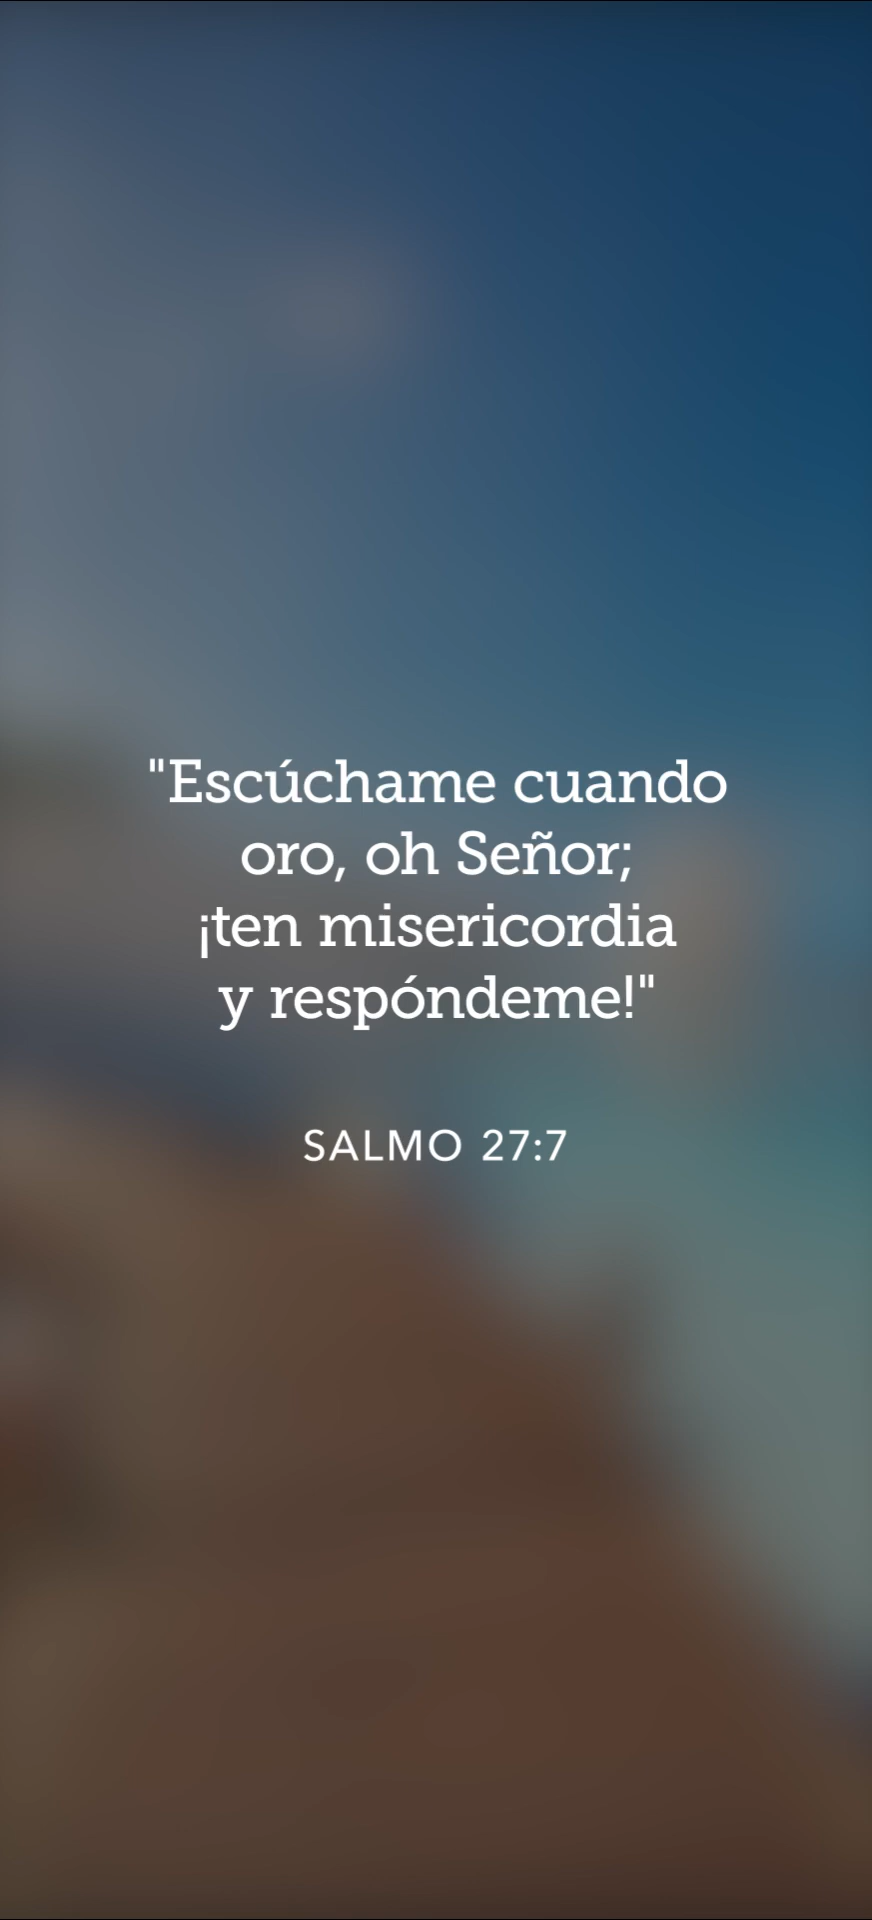 "Escúchame cuando
oro, oh Señor;
¡ten misericordia
y respóndeme!"
SALMO 27:7